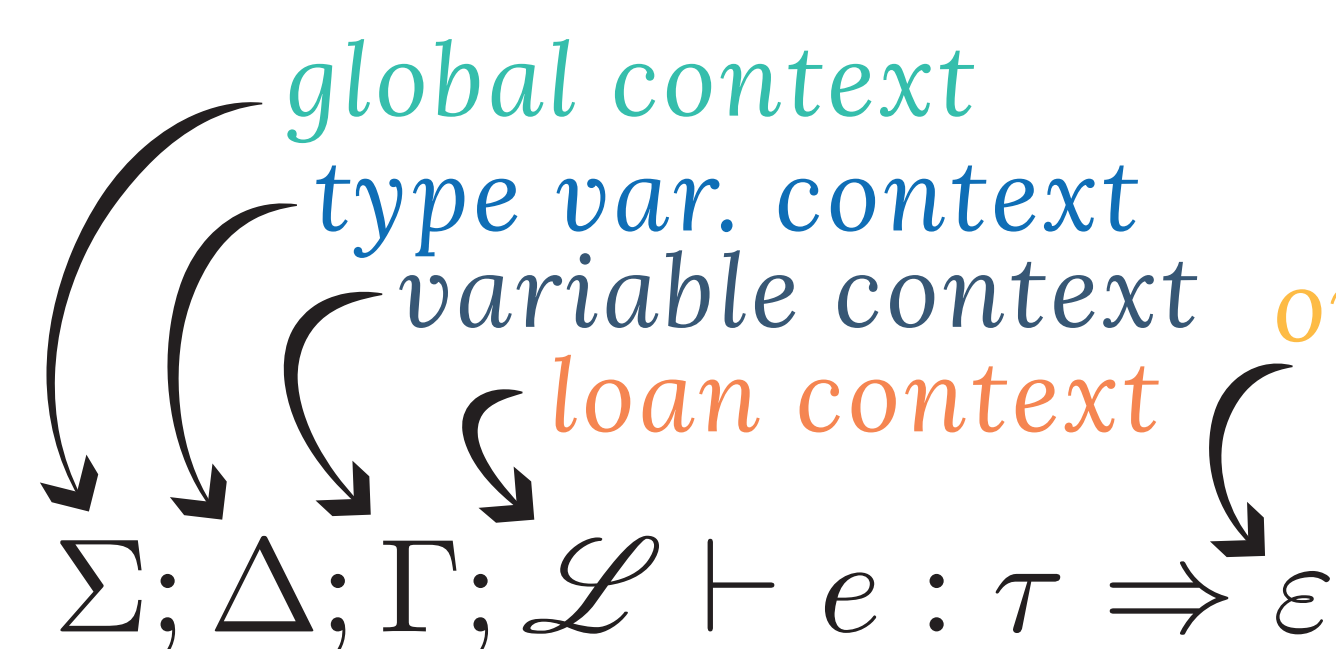 global context
type var. context
variable context
loan context
Σ; Δ; Γ; ℒ ⊢ e : τ ⇒ ε